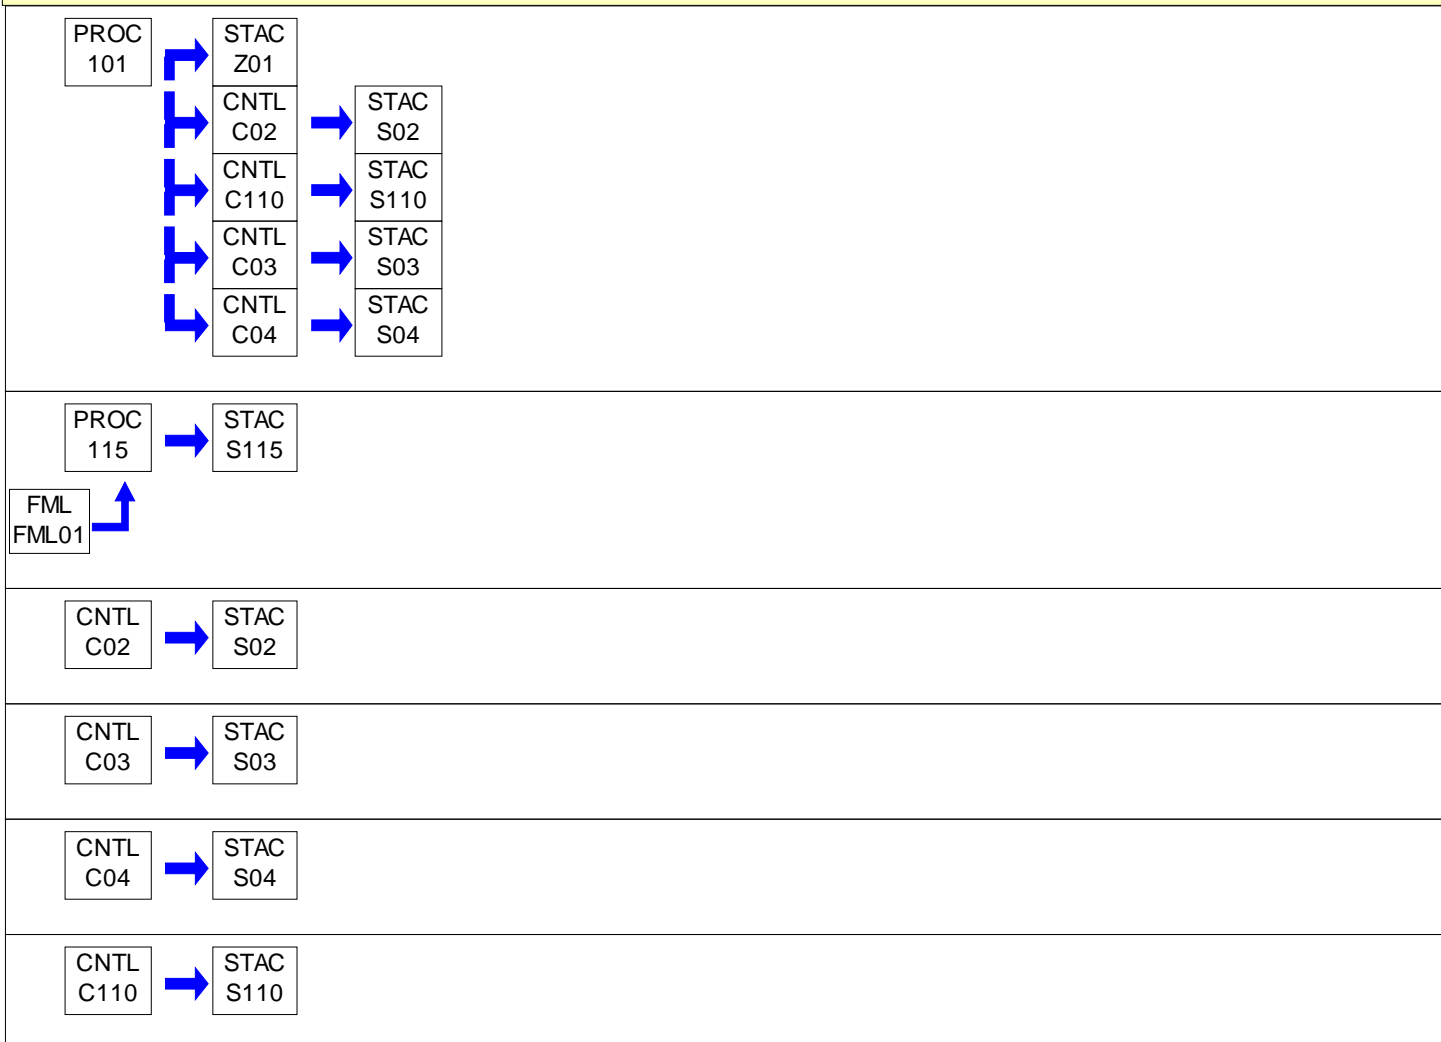 PROC
101
STAC
Z01
CNTL
C02
STAC
S02
CNTL
C110
STAC
S110
CNTL
C03
STAC
S03
CNTL
C04
STAC
S04
PROC
115
STAC
S115
FML
FML01
CNTL
C02
STAC
S02
CNTL
C03
STAC
S03
CNTL
C04
STAC
S04
CNTL
C110
STAC
S110